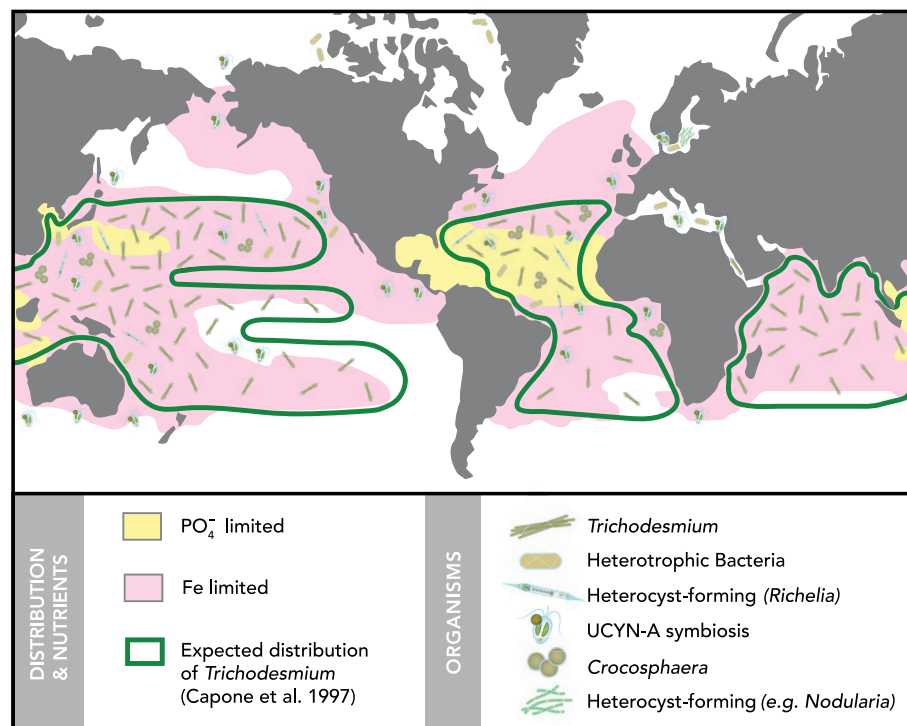 DISTRIBUTION
& NUTRIENTS
PO₄⁻ limited
Fe limited
Expected distribution
of Trichodesmium
(Capone et al. 1997)
ORGANISMS
Trichodesmium
Heterotrophic Bacteria
Heterocyst-forming (Richelia)
UCYN-A symbiosis
Crocosphaera
Heterocyst-forming (e.g. Nodularia)